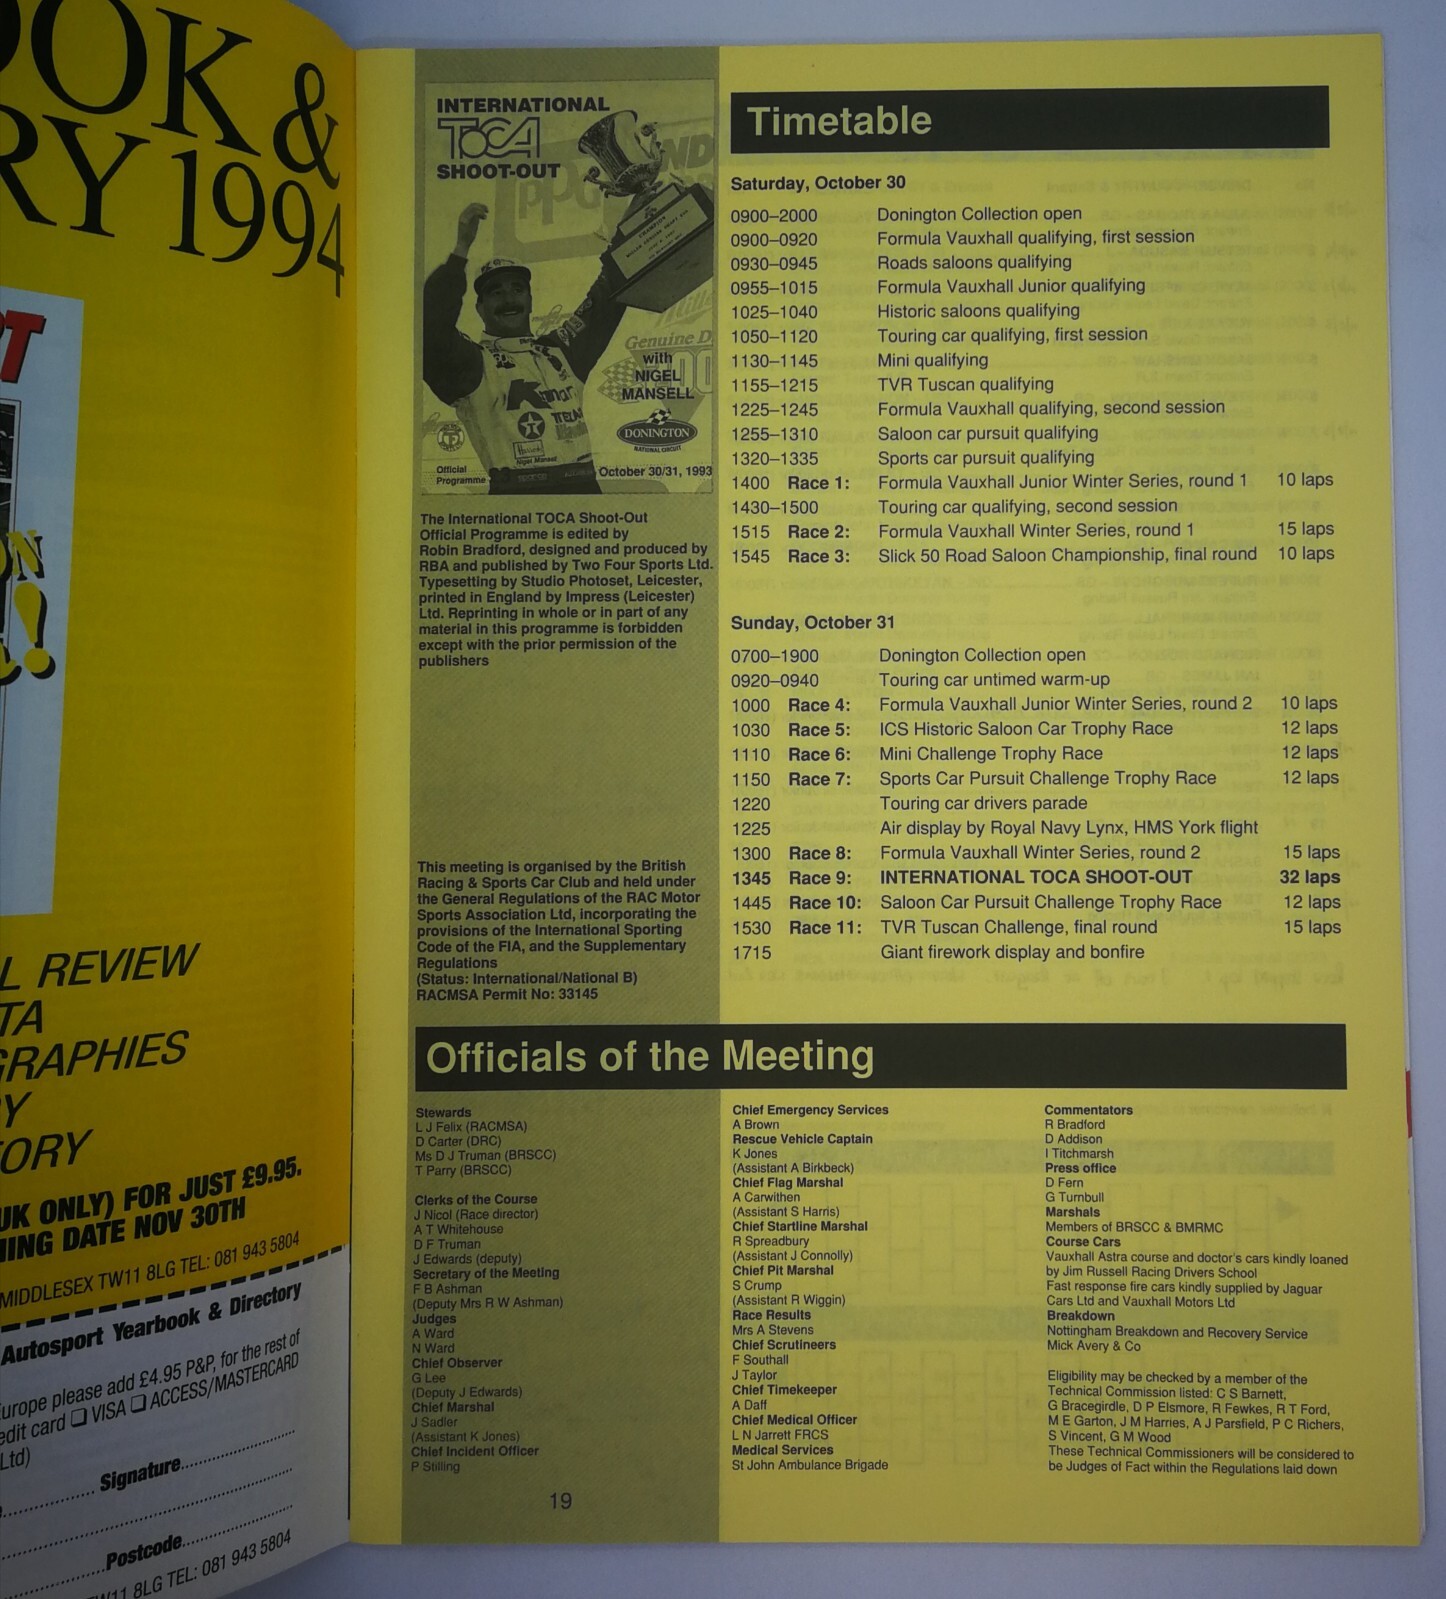 OOK &
RY 1994
L REVIEW
TA
GRAPHIES
RY
TORY
UK ONLY) FOR JUST £9.95.
ING DATE NOV 30TH
MIDDLESEX TW11 8LG TEL: 081 943 5804
Autosport Yearbook & Directory
Europe please add £4.95 P&P, for the rest of
edit card ❏ VISA ❏ ACCESS/MASTERCARD
Ltd)
Signature
Postcode
TW11 8LG TEL: 081 943 5804
INTERNATIONAL
TOCA
SHOOT-OUT
with
NIGEL
MANSELL
DONINGTON
NATIONAL CIRCUIT
Official
Programme
October 30/31, 1993
The International TOCA Shoot-Out
Official Programme is edited by
Robin Bradford, designed and produced by
RBA and published by Two Four Sports Ltd.
Typesetting by Studio Photoset, Leicester,
printed in England by Impress (Leicester)
Ltd. Reprinting in whole or in part of any
material in this programme is forbidden
except with the prior permission of the
publishers
This meeting is organised by the British
Racing & Sports Car Club and held under
the General Regulations of the RAC Motor
Sports Association Ltd, incorporating the
provisions of the International Sporting
Code of the FIA, and the Supplementary
Regulations
(Status: International/National B)
RACMSA Permit No: 33145
Timetable
Saturday, October 30
0900–2000 Donington Collection open
0900–0920 Formula Vauxhall qualifying, first session
0930–0945 Roads saloons qualifying
0955–1015 Formula Vauxhall Junior qualifying
1025–1040 Historic saloons qualifying
1050–1120 Touring car qualifying, first session
1130–1145 Mini qualifying
1155–1215 TVR Tuscan qualifying
1225–1245 Formula Vauxhall qualifying, second session
1255–1310 Saloon car pursuit qualifying
1320–1335 Sports car pursuit qualifying
1400 Race 1: Formula Vauxhall Junior Winter Series, round 1 10 laps
1430–1500 Touring car qualifying, second session
1515 Race 2: Formula Vauxhall Winter Series, round 1 15 laps
1545 Race 3: Slick 50 Road Saloon Championship, final round 10 laps
Sunday, October 31
0700–1900 Donington Collection open
0920–0940 Touring car untimed warm-up
1000 Race 4: Formula Vauxhall Junior Winter Series, round 2 10 laps
1030 Race 5: ICS Historic Saloon Car Trophy Race 12 laps
1110 Race 6: Mini Challenge Trophy Race 12 laps
1150 Race 7: Sports Car Pursuit Challenge Trophy Race 12 laps
1220 Touring car drivers parade
1225 Air display by Royal Navy Lynx, HMS York flight
1300 Race 8: Formula Vauxhall Winter Series, round 2 15 laps
1345 Race 9: INTERNATIONAL TOCA SHOOT-OUT 32 laps
1445 Race 10: Saloon Car Pursuit Challenge Trophy Race 12 laps
1530 Race 11: TVR Tuscan Challenge, final round 15 laps
1715 Giant firework display and bonfire
Officials of the Meeting
Stewards
L J Felix (RACMSA)
D Carter (DRC)
Ms D J Truman (BRSCC)
T Parry (BRSCC)
Clerks of the Course
J Nicol (Race director)
A T Whitehouse
D F Truman
J Edwards (deputy)
Secretary of the Meeting
F B Ashman
(Deputy Mrs R W Ashman)
Judges
A Ward
N Ward
Chief Observer
G Lee
(Deputy J Edwards)
Chief Marshal
J Sadler
(Assistant K Jones)
Chief Incident Officer
P Stilling
Chief Emergency Services
A Brown
Rescue Vehicle Captain
K Jones
(Assistant A Birkbeck)
Chief Flag Marshal
A Carwithen
(Assistant S Harris)
Chief Startline Marshal
R Spreadbury
(Assistant J Connolly)
Chief Pit Marshal
S Crump
(Assistant R Wiggin)
Race Results
Mrs A Stevens
Chief Scrutineers
F Southall
J Taylor
Chief Timekeeper
A Daff
Chief Medical Officer
L N Jarrett FRCS
Medical Services
St John Ambulance Brigade
Commentators
R Bradford
D Addison
I Titchmarsh
Press office
D Fern
G Turnbull
Marshals
Members of BRSCC & BMRMC
Course Cars
Vauxhall Astra course and doctor's cars kindly loaned
by Jim Russell Racing Drivers School
Fast response fire cars kindly supplied by Jaguar
Cars Ltd and Vauxhall Motors Ltd
Breakdown
Nottingham Breakdown and Recovery Service
Mick Avery & Co
Eligibility may be checked by a member of the
Technical Commission listed: C S Barnett,
G Bracegirdle, D P Elsmore, R Fewkes, R T Ford,
M E Garton, J M Harries, A J Parsfield, P C Richers,
S Vincent, G M Wood
These Technical Commissioners will be considered to
be Judges of Fact within the Regulations laid down
19